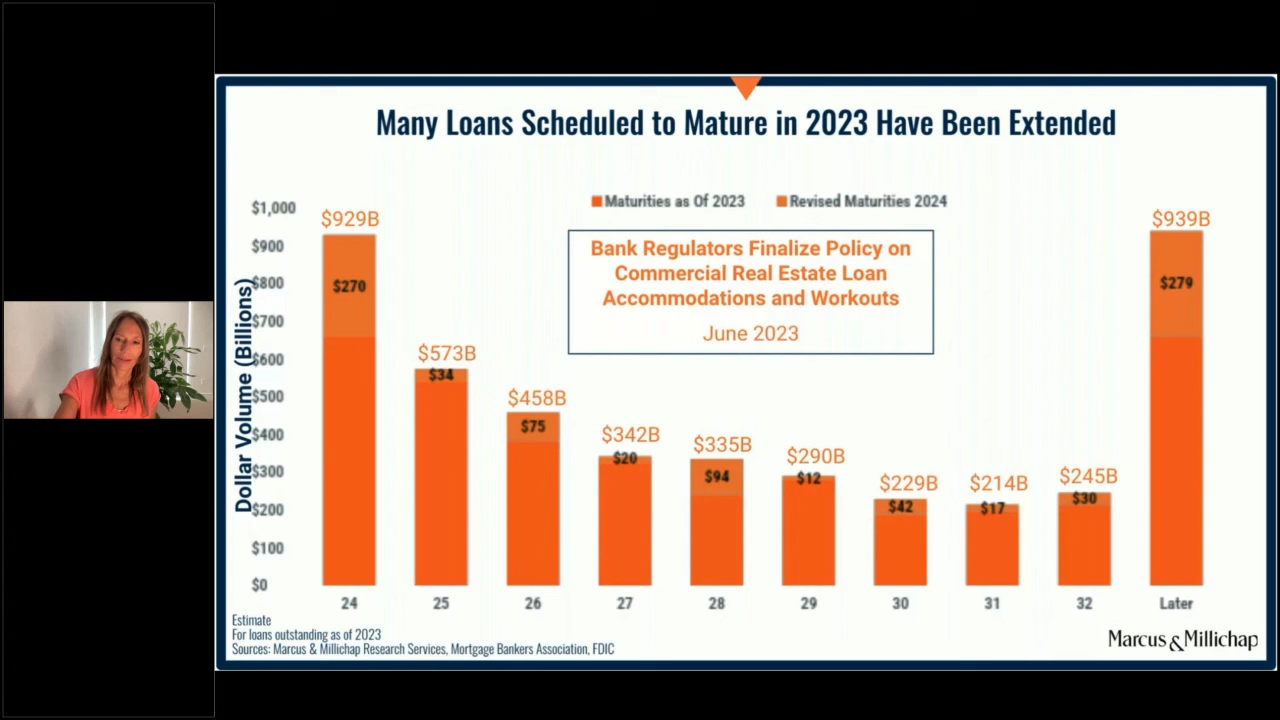 Many Loans Scheduled to Mature in 2023 Have Been Extended
Maturities as Of 2023
Revised Maturities 2024
Bank Regulators Finalize Policy on
Commercial Real Estate Loan
Accommodations and Workouts
June 2023
Dollar Volume (Billions)
$1,000
$900
$800
$700
$600
$500
$400
$300
$200
$100
$0
$929B
$270
$573B
$34
$458B
$75
$342B
$20
$335B
$94
$290B
$12
$229B
$42
$214B
$17
$245B
$30
$939B
$279
24
25
26
27
28
29
30
31
32
Later
Estimate
For loans outstanding as of 2023
Sources: Marcus & Millichap Research Services, Mortgage Bankers Association, FDIC
Marcus & Millichap